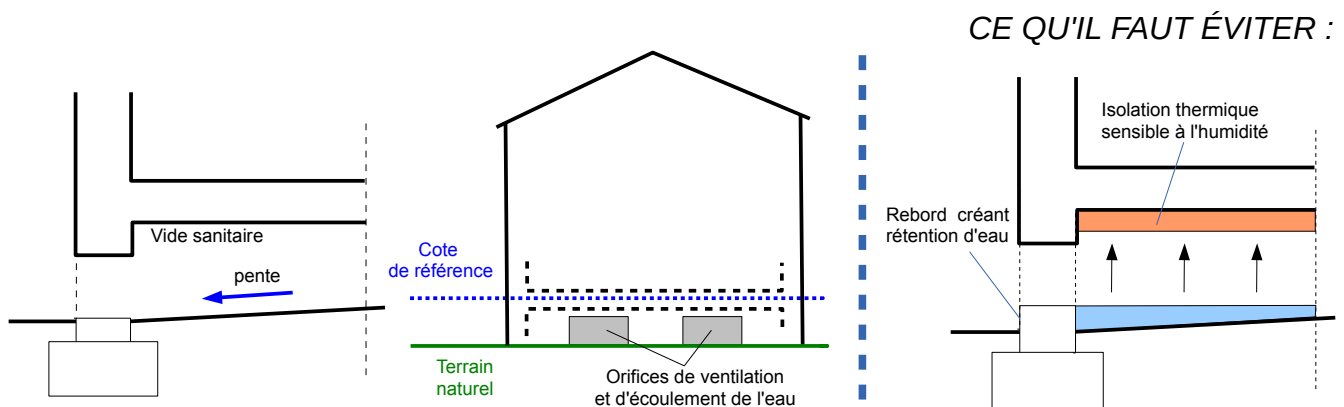 CE QU'IL FAUT ÉVITER :
Vide sanitaire
pente
Cote
de référence
Terrain
naturel
Orifices de ventilation
et d'écoulement de l'eau
Isolation thermique
sensible à l'humidité
Rebord créant
rétention d'eau